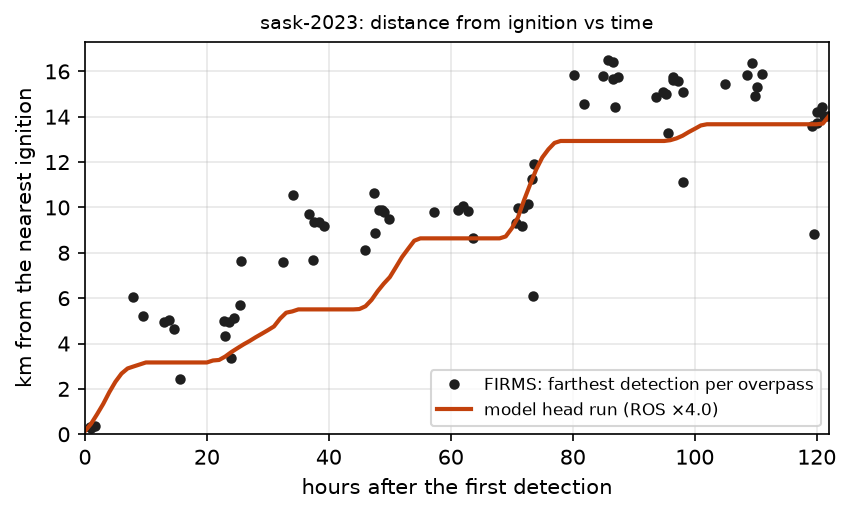 sask-2023: distance from ignition vs time
km from the nearest ignition
16
14
12
10
8
6
4
2
0
FIRMS: farthest detection per overpass
model head run (ROS ×4.0)
0 20 40 60 80 100 120
hours after the first detection